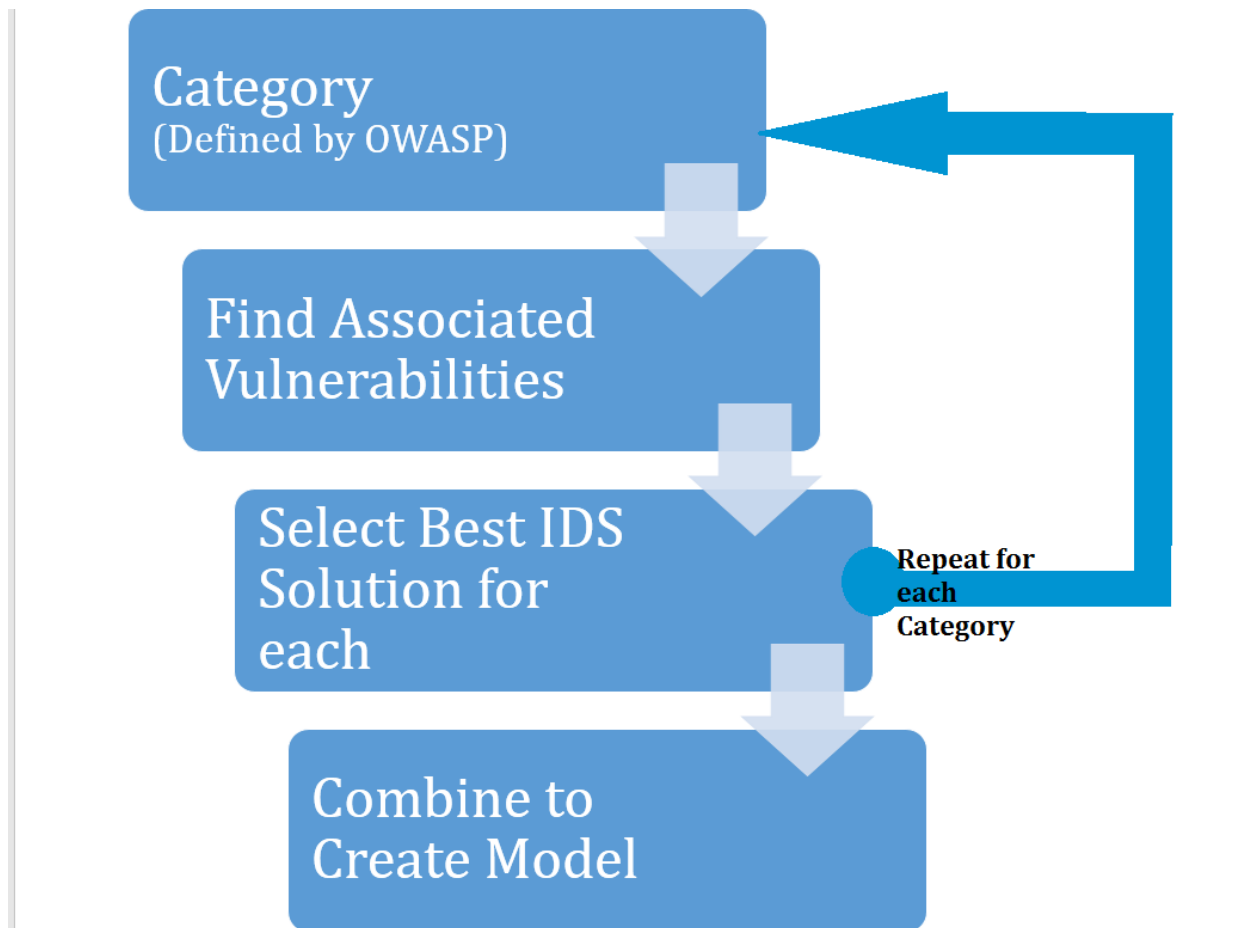 Category
(Defined by OWASP)
Find Associated
Vulnerabilities
Select Best IDS
Solution for
each
Repeat for
each
Category
Combine to
Create Model